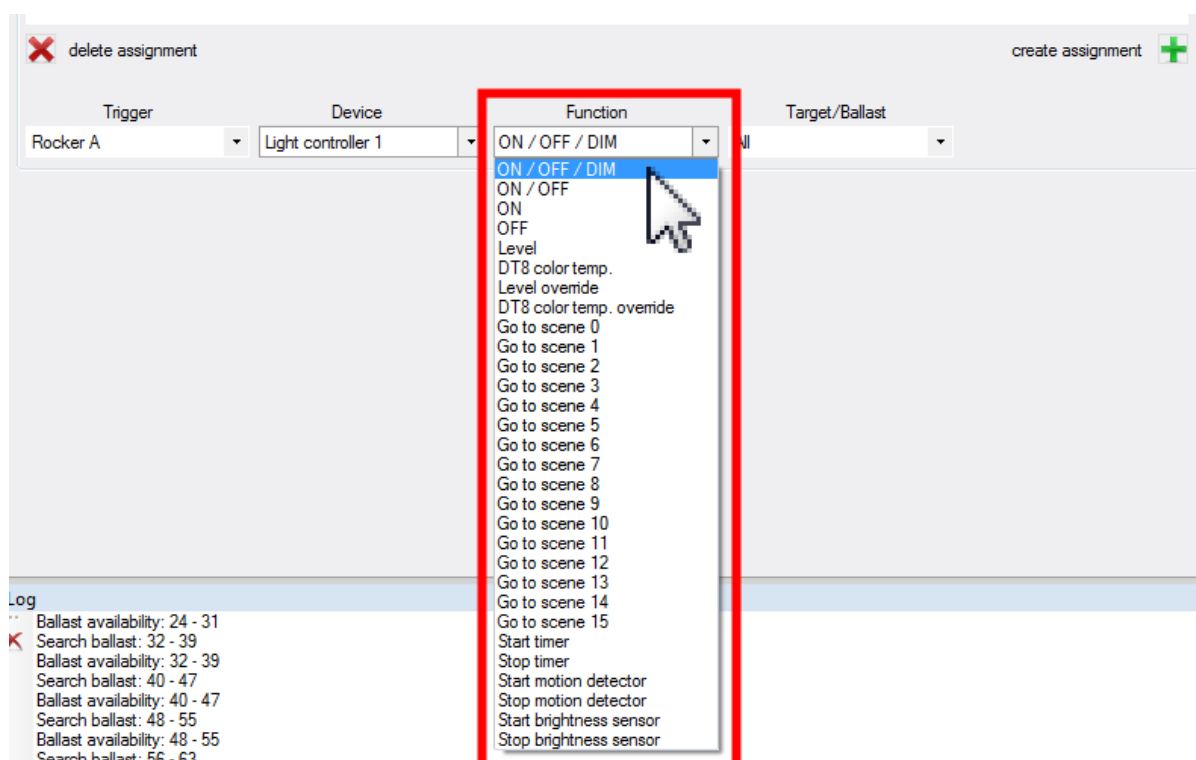 delete assignment
create assignment
Trigger
Device
Function
Target/Ballast
Rocker A
Light controller 1
ON / OFF / DIM
ON / OFF / DIM
ON / OFF
ON
OFF
Level
DT8 color temp.
Level override
DT8 color temp. override
Go to scene 0
Go to scene 1
Go to scene 2
Go to scene 3
Go to scene 4
Go to scene 5
Go to scene 6
Go to scene 7
Go to scene 8
Go to scene 9
Go to scene 10
Go to scene 11
Go to scene 12
Go to scene 13
Go to scene 14
Go to scene 15
Start timer
Stop timer
Start motion detector
Stop motion detector
Start brightness sensor
Stop brightness sensor
Log
Ballast availability: 24 - 31
Search ballast: 32 - 39
Ballast availability: 32 - 39
Search ballast: 40 - 47
Ballast availability: 40 - 47
Search ballast: 48 - 55
Ballast availability: 48 - 55
Search ballast: 56 - 63